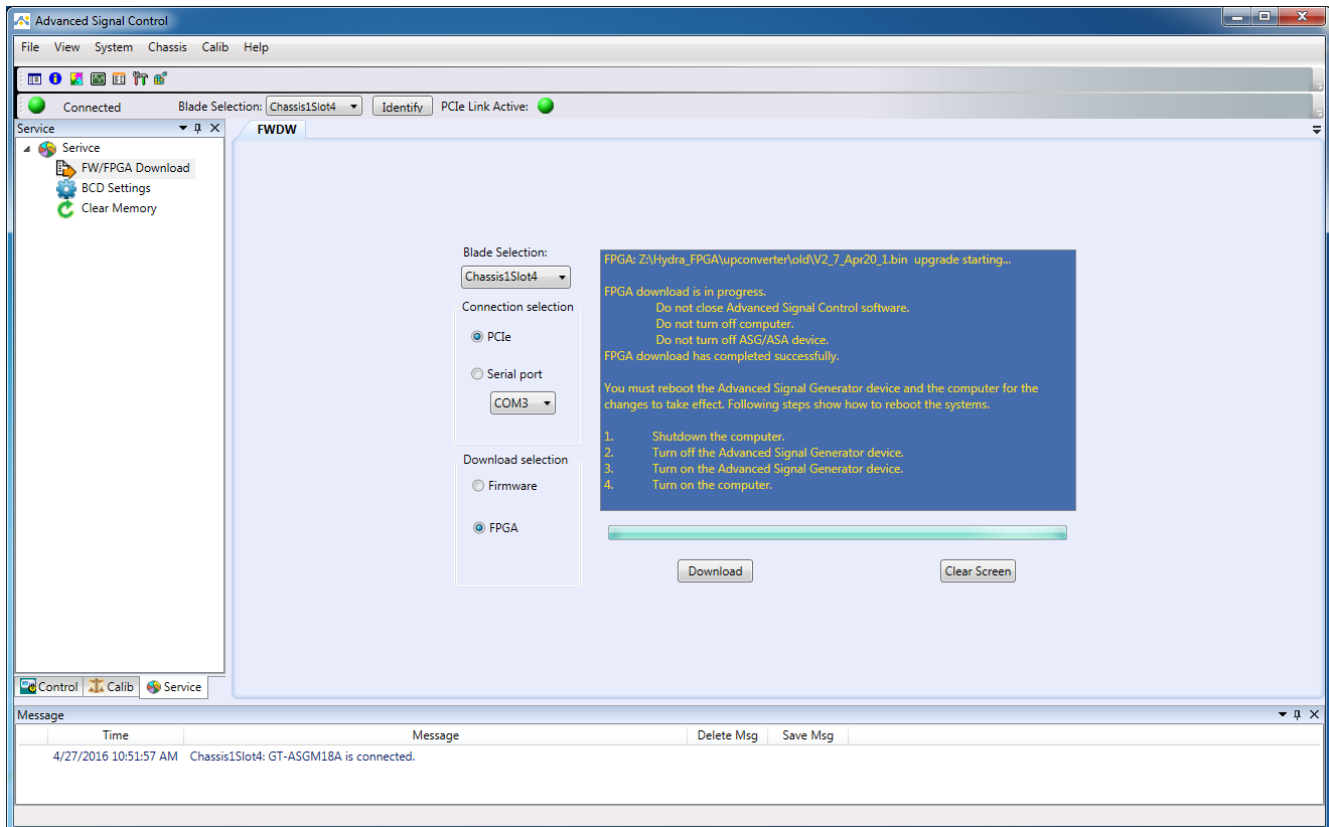 Advanced Signal Control
File View System Chassis Calib Help
Connected Blade Selection: Chassis1Slot4 Identify PCIe Link Active:
Service
FWDW
Serivce
FW/FPGA Download
BCD Settings
Clear Memory
Blade Selection:
Chassis1Slot4
Connection selection
PCIe
Serial port
COM3
Download selection
Firmware
FPGA
FPGA: Z:\Hydra_FPGA\upconverter\old\V2_7_Apr20_1.bin upgrade starting...
FPGA download is in progress.
Do not close Advanced Signal Control software.
Do not turn off computer.
Do not turn off ASG/ASA device.
FPGA download has completed successfully.
You must reboot the Advanced Signal Generator device and the computer for the
changes to take effect. Following steps show how to reboot the systems.
1. Shutdown the computer.
2. Turn off the Advanced Signal Generator device.
3. Turn on the Advanced Signal Generator device.
4. Turn on the computer.
Download Clear Screen
Control Calib Service
Message
Time Message Delete Msg Save Msg
4/27/2016 10:51:57 AM Chassis1Slot4: GT-ASGM18A is connected.